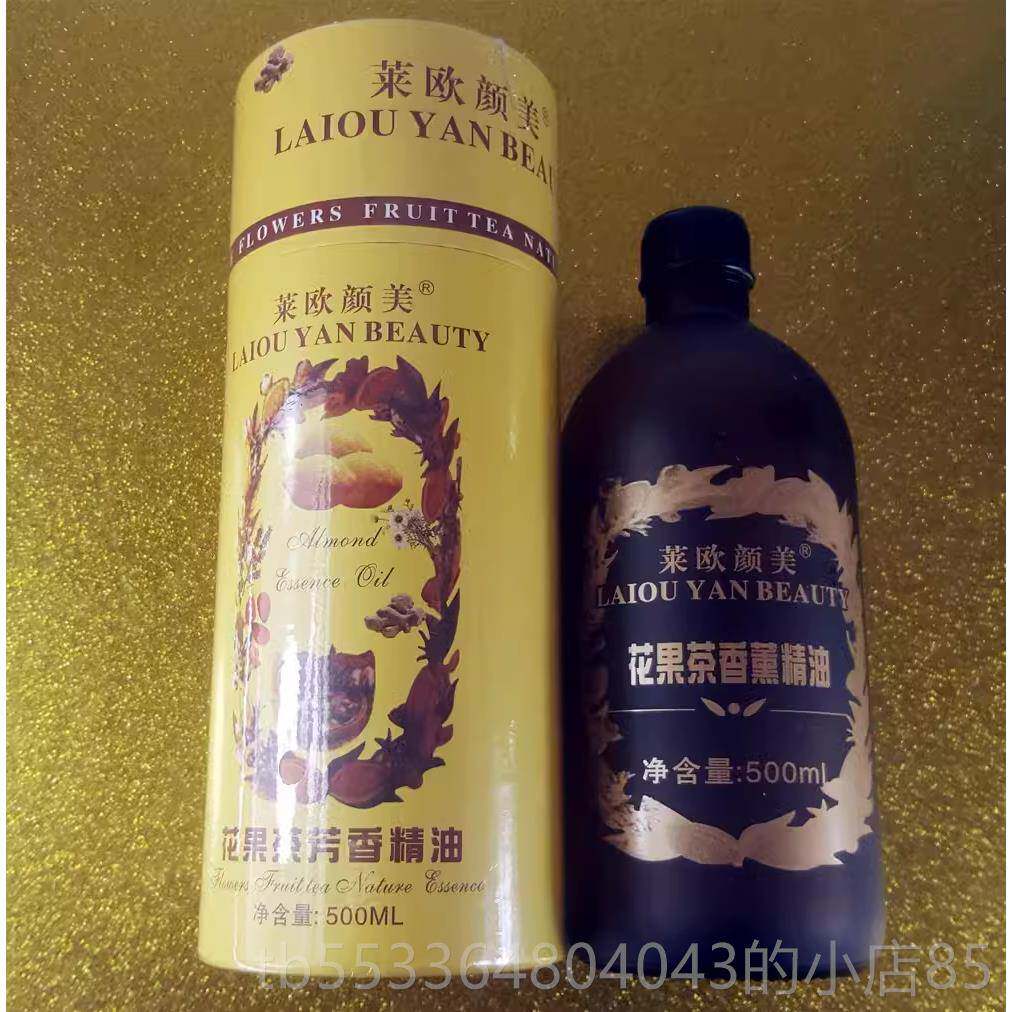 莱欧颜美®
LAIOU YAN BEAU
FLOWERS FRUIT TEA NAT
莱欧颜美®
LAIOU YAN BEAUTY
Almond
Essence Oil
花果茶芳香精油
Flowers Fruit tea Nature Essence
净含量:500ML
莱欧颜美®
LAIOU YAN BEAUTY
花果茶香薰精油
净含量:500ml
tb553364804043的小店85